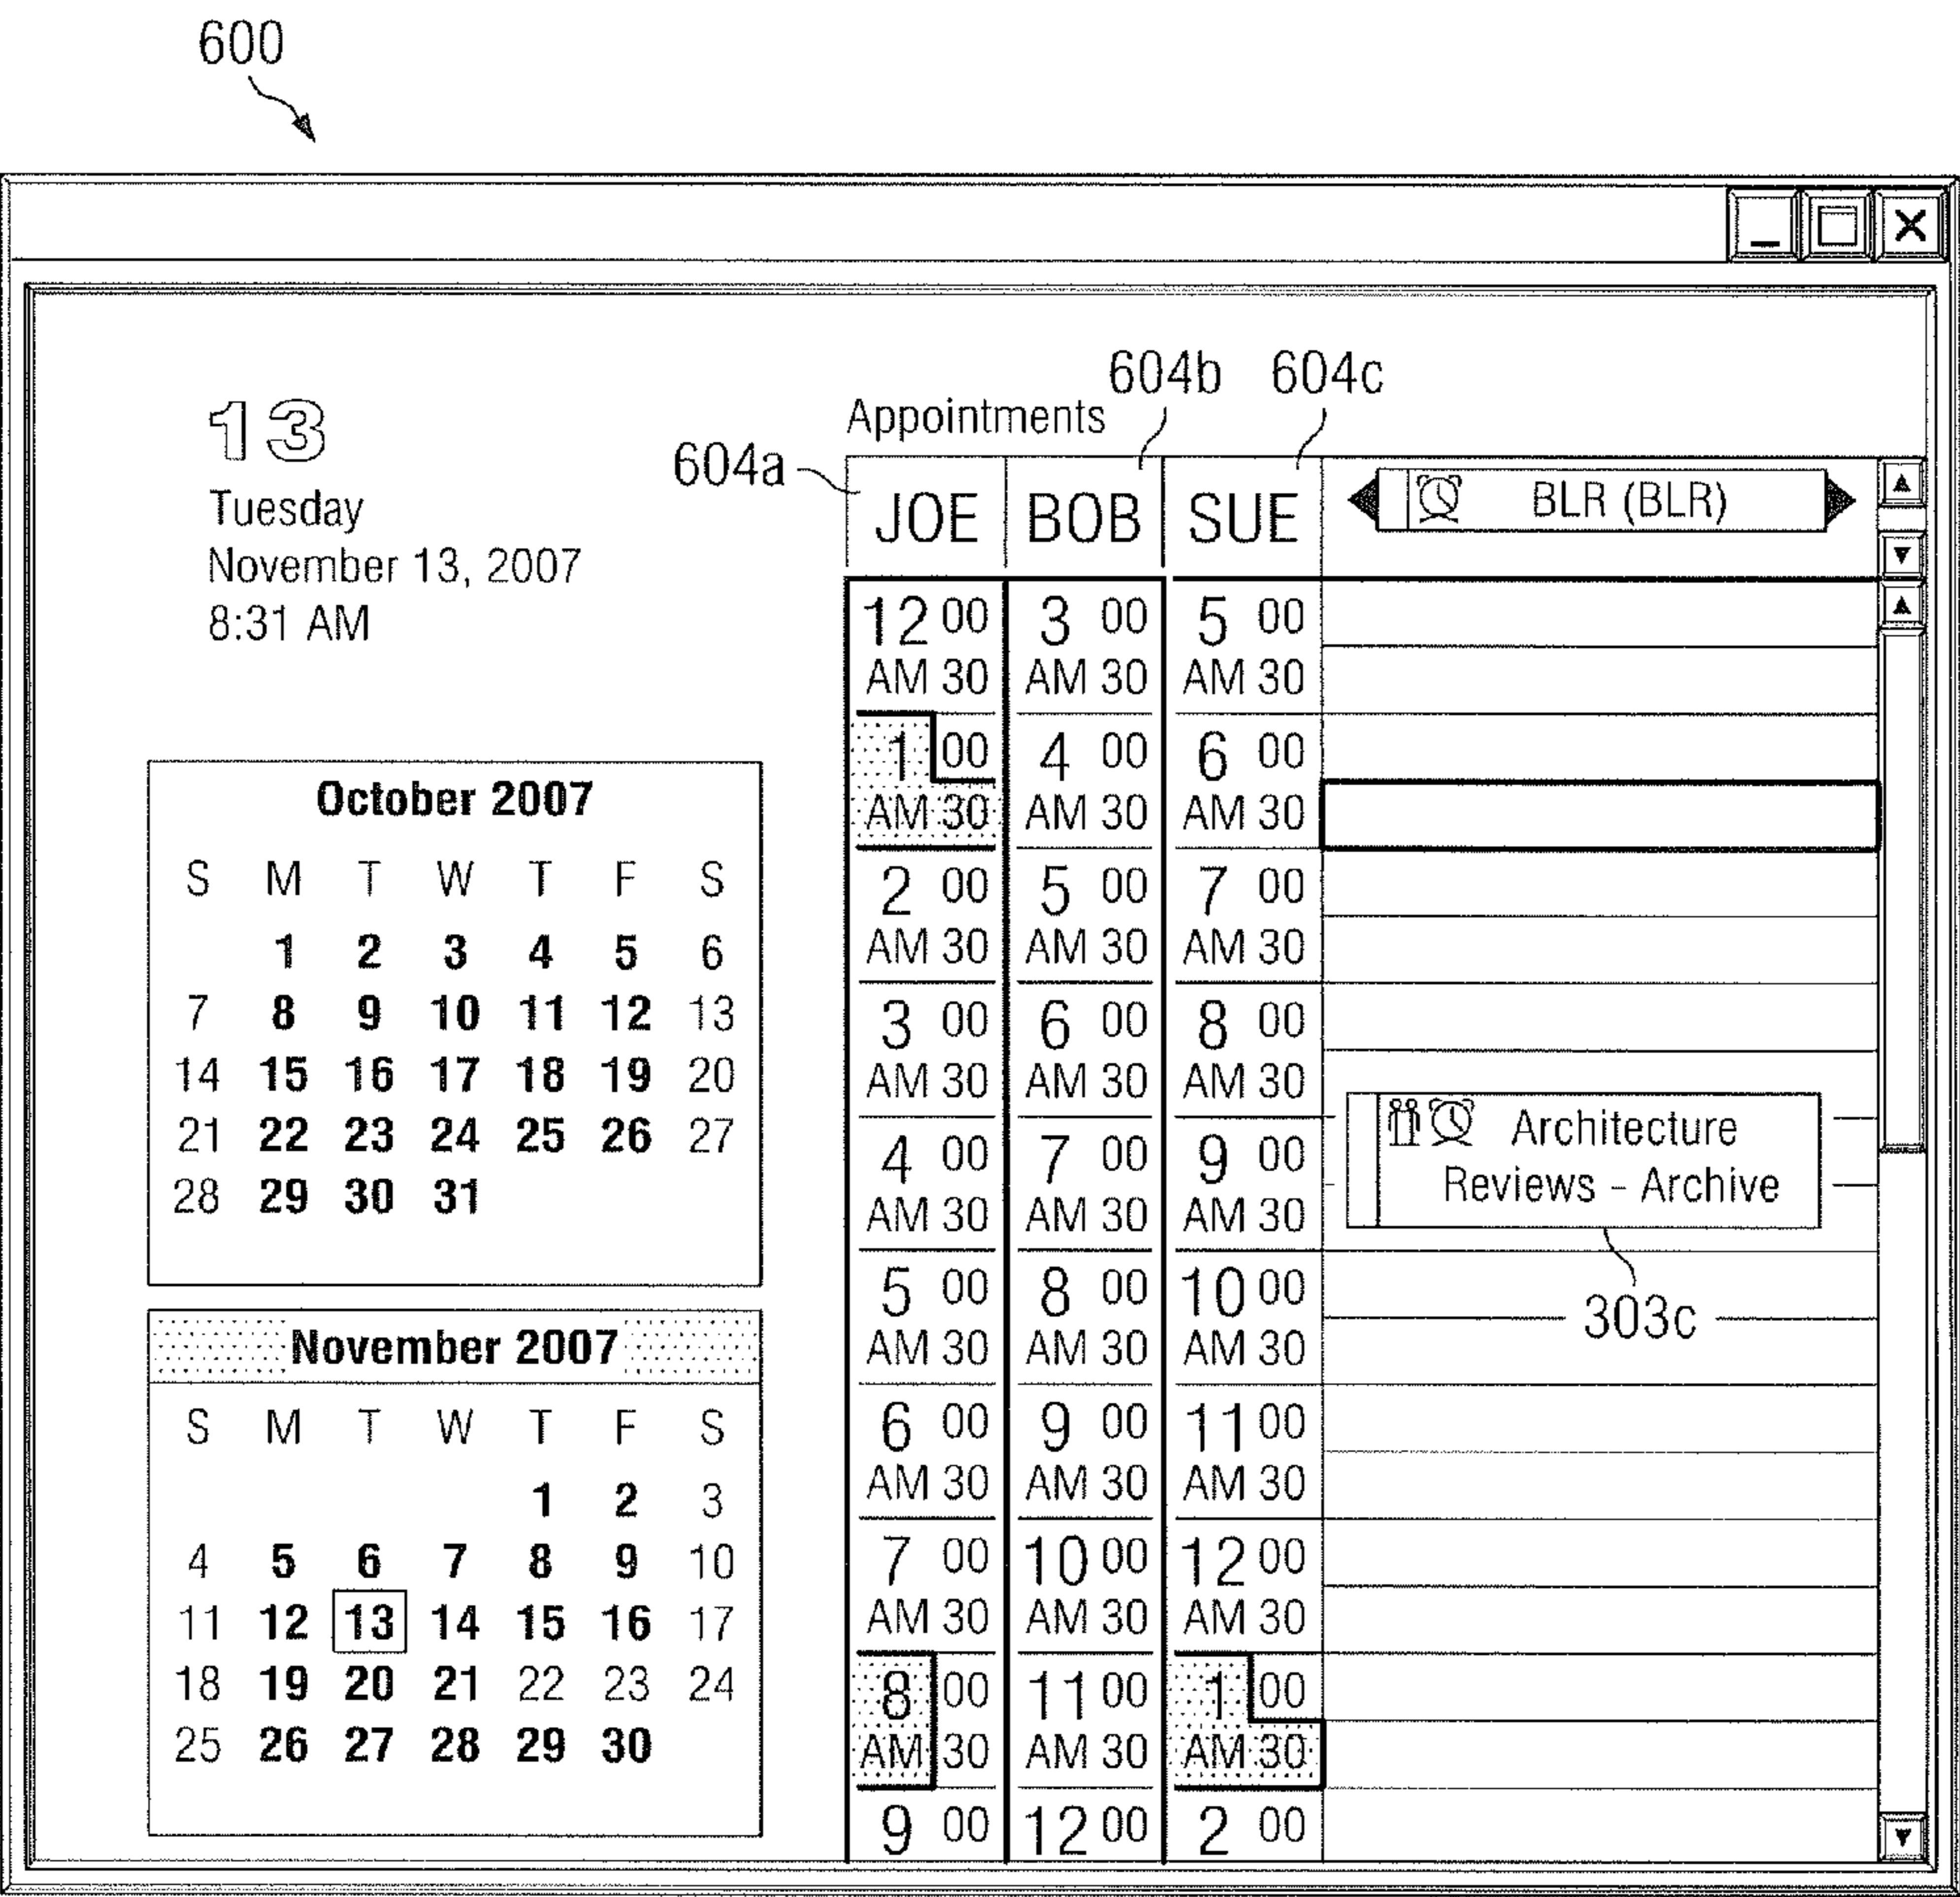 600
13
Tuesday
November 13, 2007
8:31 AM
October 2007
S M T W T F S
1 2 3 4 5 6
7 8 9 10 11 12 13
14 15 16 17 18 19 20
21 22 23 24 25 26 27
28 29 30 31
November 2007
S M T W T F S
1 2 3
4 5 6 7 8 9 10
11 12 13 14 15 16 17
18 19 20 21 22 23 24
25 26 27 28 29 30
604b 604c
Appointments
604a
JOE BOB SUE BLR (BLR)
12 00 3 00 5 00
AM 30 AM 30 AM 30
1 00 4 00 6 00
AM 30 AM 30 AM 30
2 00 5 00 7 00
AM 30 AM 30 AM 30
3 00 6 00 8 00
AM 30 AM 30 AM 30
4 00 7 00 9 00 Architecture
AM 30 AM 30 AM 30 Reviews - Archive
5 00 8 00 10 00 303c
AM 30 AM 30 AM 30
6 00 9 00 11 00
AM 30 AM 30 AM 30
7 00 10 00 12 00
AM 30 AM 30 AM 30
8 00 11 00 1 00
AM 30 AM 30 AM 30
9 00 12 00 2 00